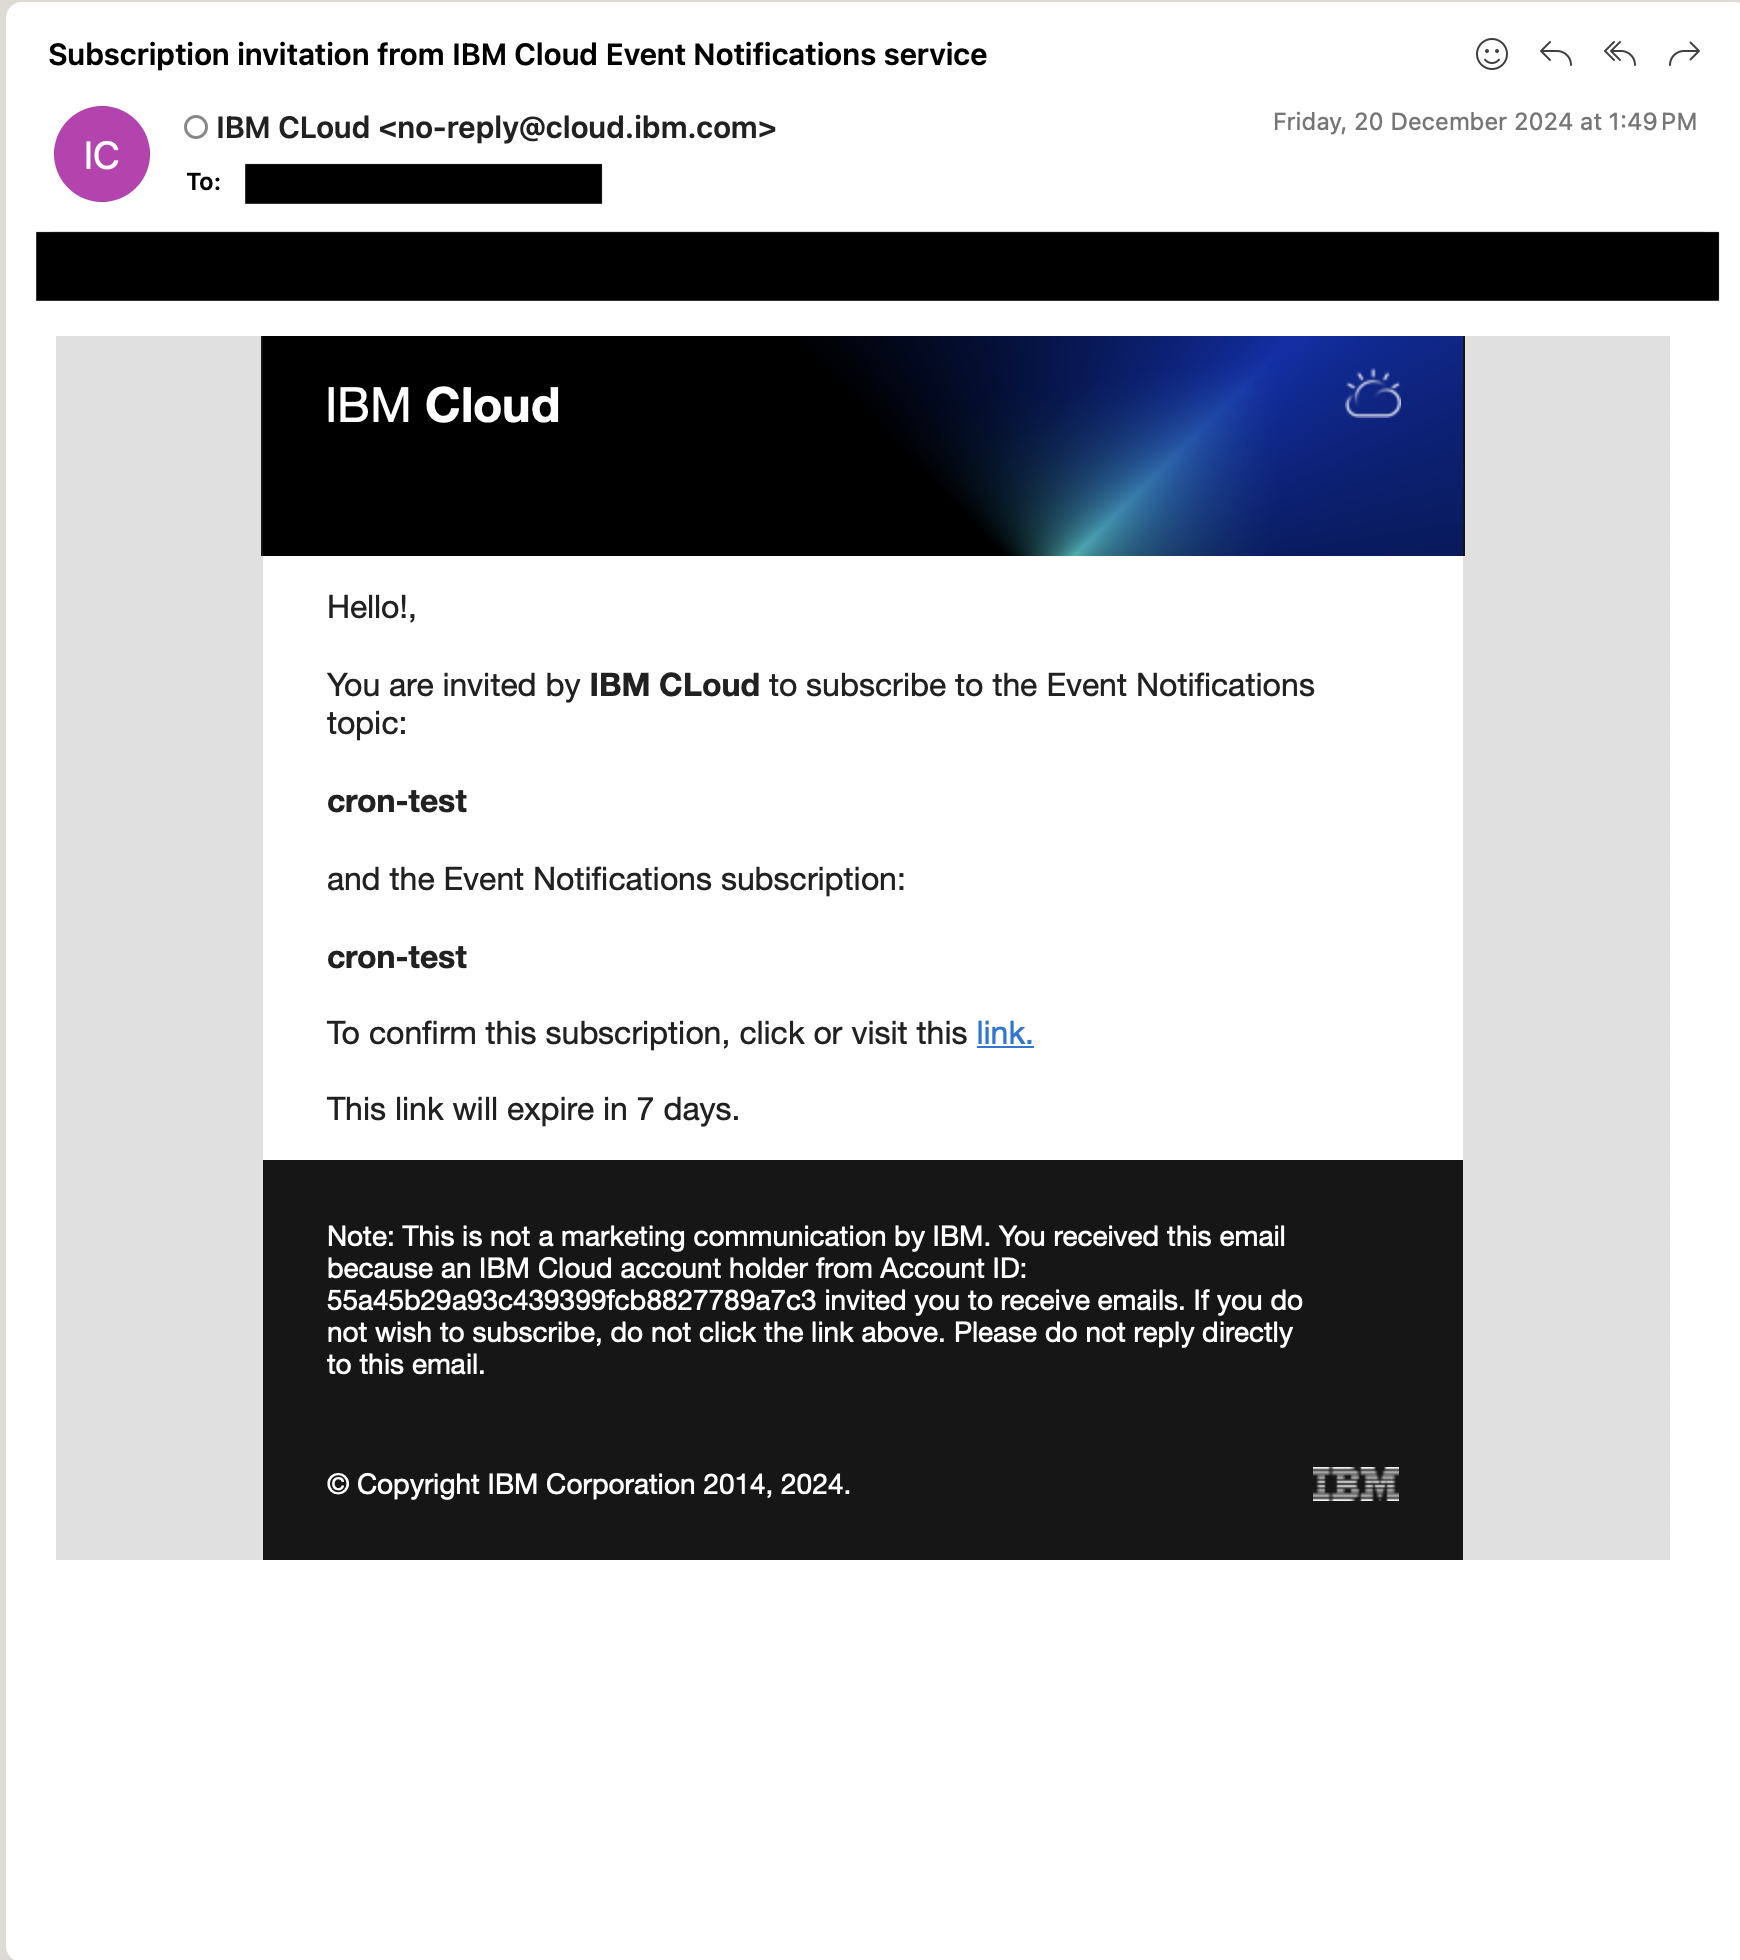 Subscription invitation from IBM Cloud Event Notifications service
IC
IBM CLoud <no-reply@cloud.ibm.com>
Friday, 20 December 2024 at 1:49 PM
To:
IBM Cloud
Hello!,
You are invited by IBM CLoud to subscribe to the Event Notifications
topic:
cron-test
and the Event Notifications subscription:
cron-test
To confirm this subscription, click or visit this link.
This link will expire in 7 days.
Note: This is not a marketing communication by IBM. You received this email
because an IBM Cloud account holder from Account ID:
55a45b29a93c439399fcb8827789a7c3 invited you to receive emails. If you do
not wish to subscribe, do not click the link above. Please do not reply directly
to this email.
© Copyright IBM Corporation 2014, 2024.
IBM